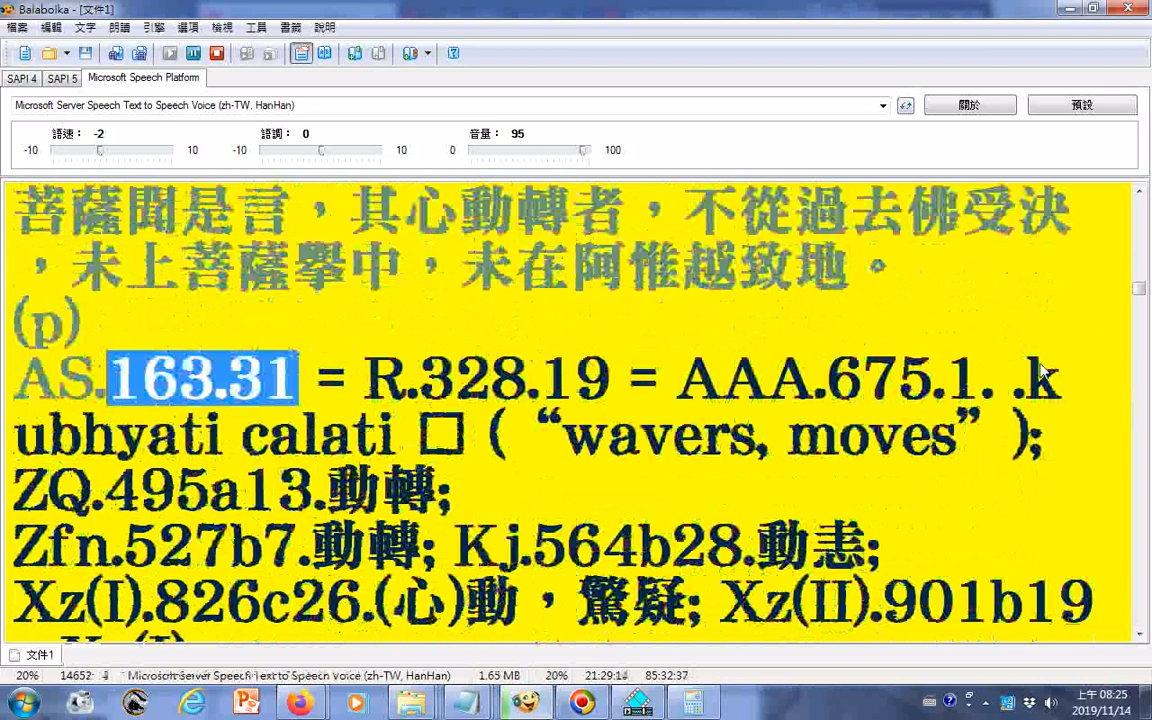 Balabolka - [文件1]
檔案 編輯 文字 朗讀 引擎 選項 檢視 工具 書籤 說明
SAPI 4 SAPI 5 Microsoft Speech Platform
Microsoft Server Speech Text to Speech Voice (zh-TW, HanHan) 關於 預設
語速： -2 語調： 0 音量： 95
-10 10 -10 10 0 100
菩薩聞是言，其心動轉者，不從過去佛受決
，未上菩薩舉中，未在阿惟越致地。
(p)
AS.163.31 = R.328.19 = AAA.675.1. .k
ubhyati calati □ ( “wavers, moves” );
ZQ.495a13.動轉;
Zfn.527b7.動轉; Kj.564b28.動恚;
Xz(I).826c26.(心)動，驚疑; Xz(II).901b19
文件1
20% 14652 Microsoft Server Speech Text to Speech Voice (zh-TW, HanHan) 1.65 MB 20% 21:29:14 85:32:37
上午 08:25
2019/11/14